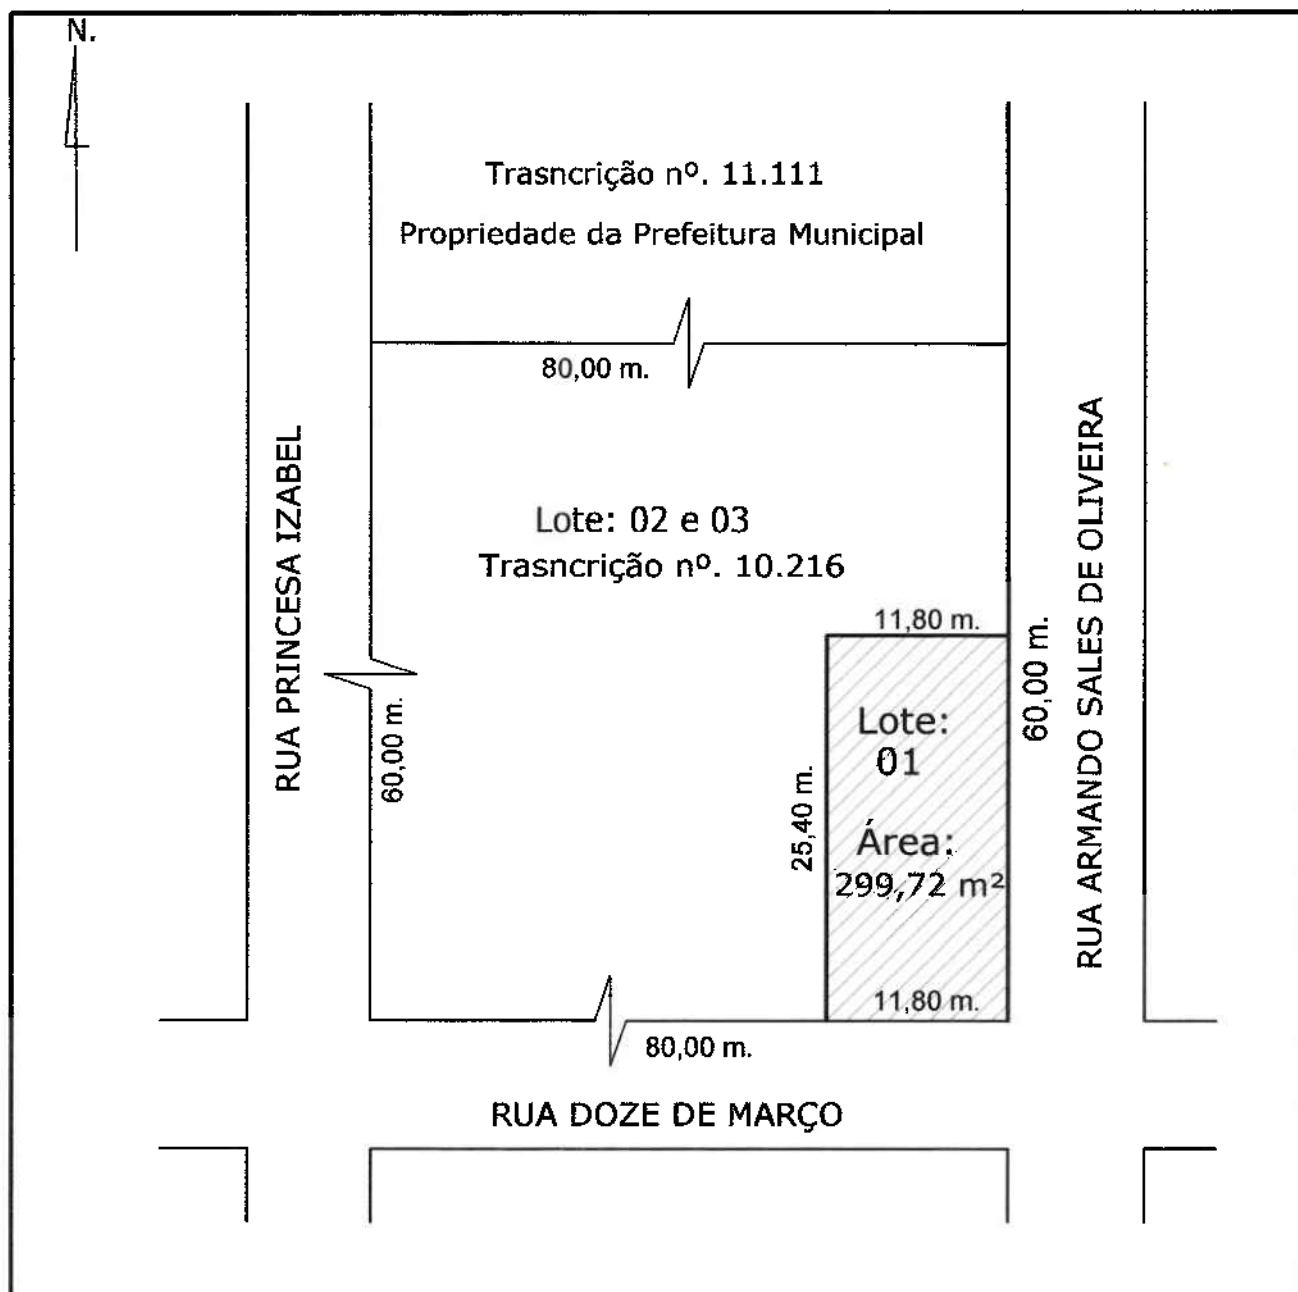 N.
Trasncrição nº. 11.111
Propriedade da Prefeitura Municipal
80,00 m.
RUA PRINCESA IZABEL
Lote: 02 e 03
Trasncrição nº. 10.216
60,00 m.
11,80 m.
Lote:
01
Área:
299,72 m²
25,40 m.
11,80 m.
60,00 m.
RUA ARMANDO SALES DE OLIVEIRA
80,00 m.
RUA DOZE DE MARÇO